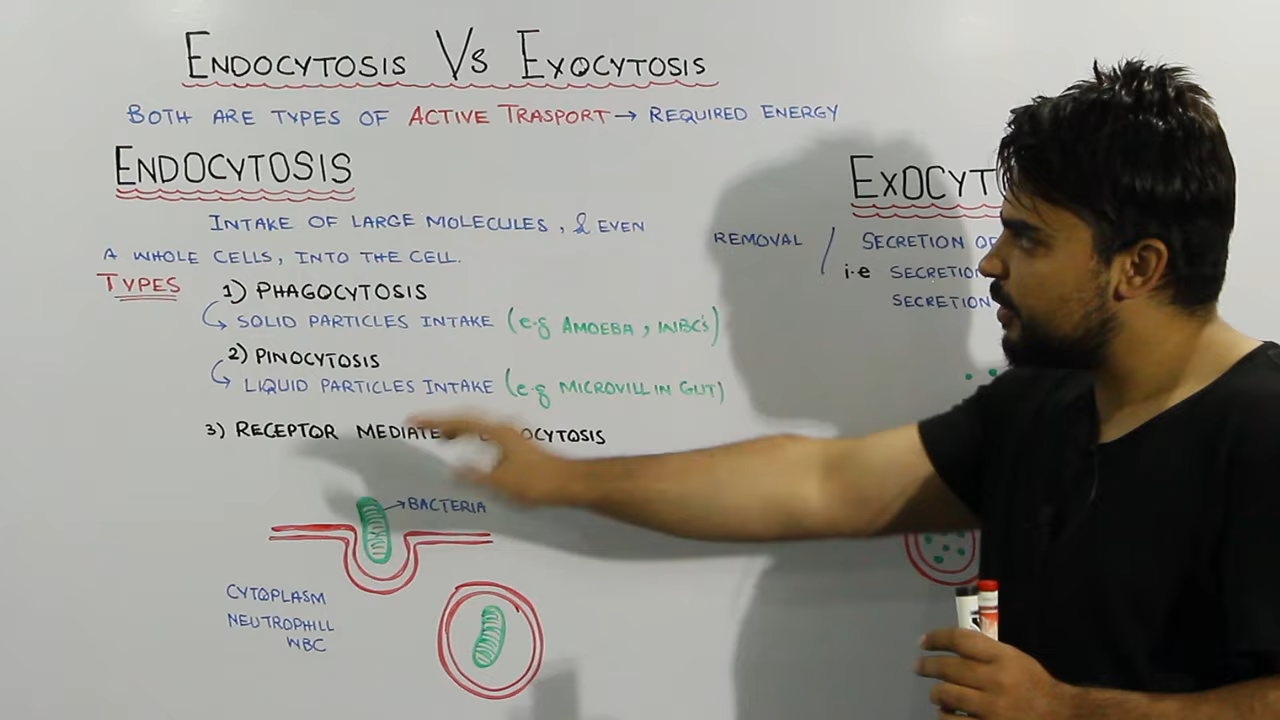 ENDOCYTOSIS VS EXOCYTOSIS
BOTH ARE TYPES OF ACTIVE TRASPORT → REQUIRED ENERGY
ENDOCYTOSIS
INTAKE OF LARGE MOLECULES, & EVEN
A WHOLE CELLS, INTO THE CELL.
TYPES
1) PHAGOCYTOSIS
SOLID PARTICLES INTAKE (e.g AMOEBA, WBC's)
2) PINOCYTOSIS
LIQUID PARTICLES INTAKE (e.g MICROVILL IN GUT)
3) RECEPTOR MEDIATED
BACTERIA
CYTOPLASM
NEUTROPHILL
WBC
EXOCYT
REMOVAL / SECRETION OF
i.e SECRETION
SECRETION